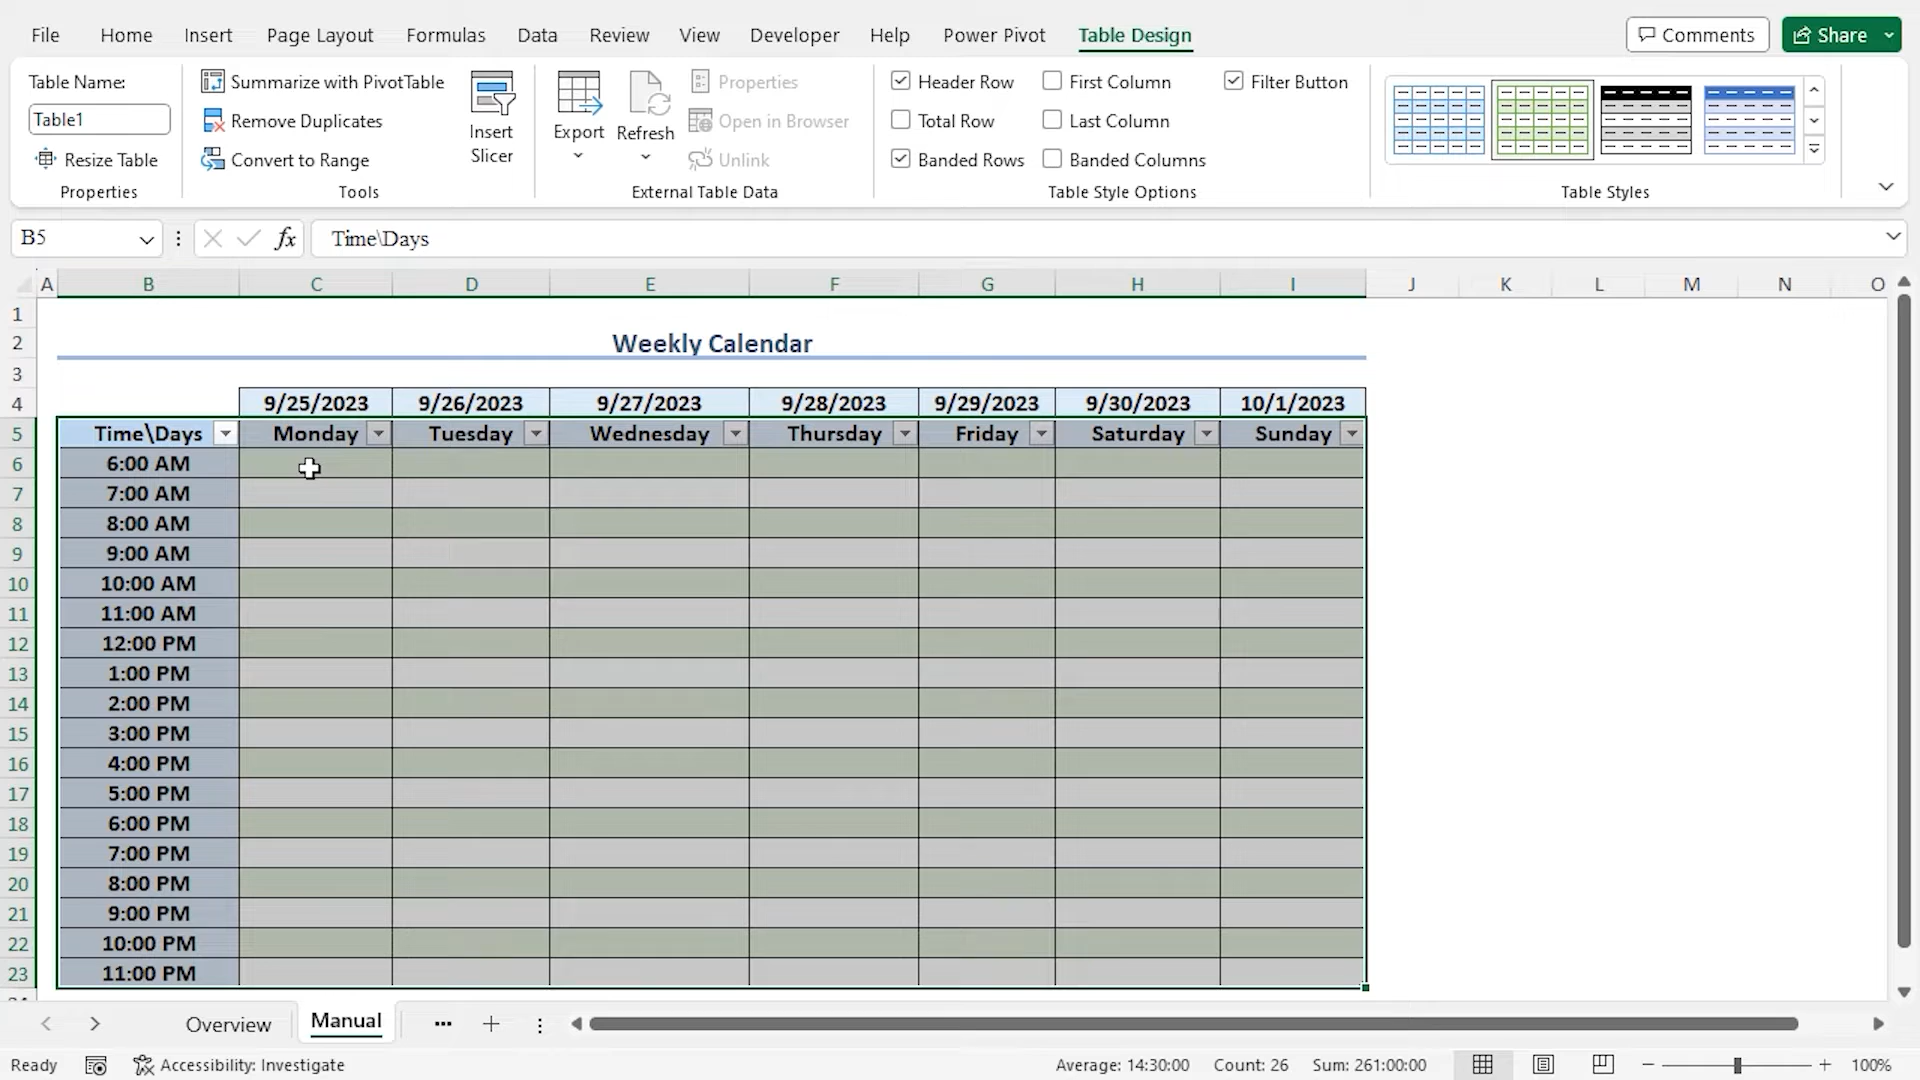 File Home Insert Page Layout Formulas Data Review View Developer Help Power Pivot Table Design Comments Share
Table Name:
Table1
Resize Table
Properties
Summarize with PivotTable
Remove Duplicates
Convert to Range
Insert
Slicer
Tools
Export
Refresh
Properties
Open in Browser
Unlink
External Table Data
Header Row First Column Filter Button
Total Row Last Column
Banded Rows Banded Columns
Table Style Options
Table Styles
B5 fx Time\Days
A B C D E F G H I J K L M N O
1
2 Weekly Calendar
3
4 9/25/2023 9/26/2023 9/27/2023 9/28/2023 9/29/2023 9/30/2023 10/1/2023
5 Time\Days Monday Tuesday Wednesday Thursday Friday Saturday Sunday
6 6:00 AM
7 7:00 AM
8 8:00 AM
9 9:00 AM
10 10:00 AM
11 11:00 AM
12 12:00 PM
13 1:00 PM
14 2:00 PM
15 3:00 PM
16 4:00 PM
17 5:00 PM
18 6:00 PM
19 7:00 PM
20 8:00 PM
21 9:00 PM
22 10:00 PM
23 11:00 PM
Overview Manual ...
Ready Accessibility: Investigate Average: 14:30:00 Count: 26 Sum: 261:00:00 100%